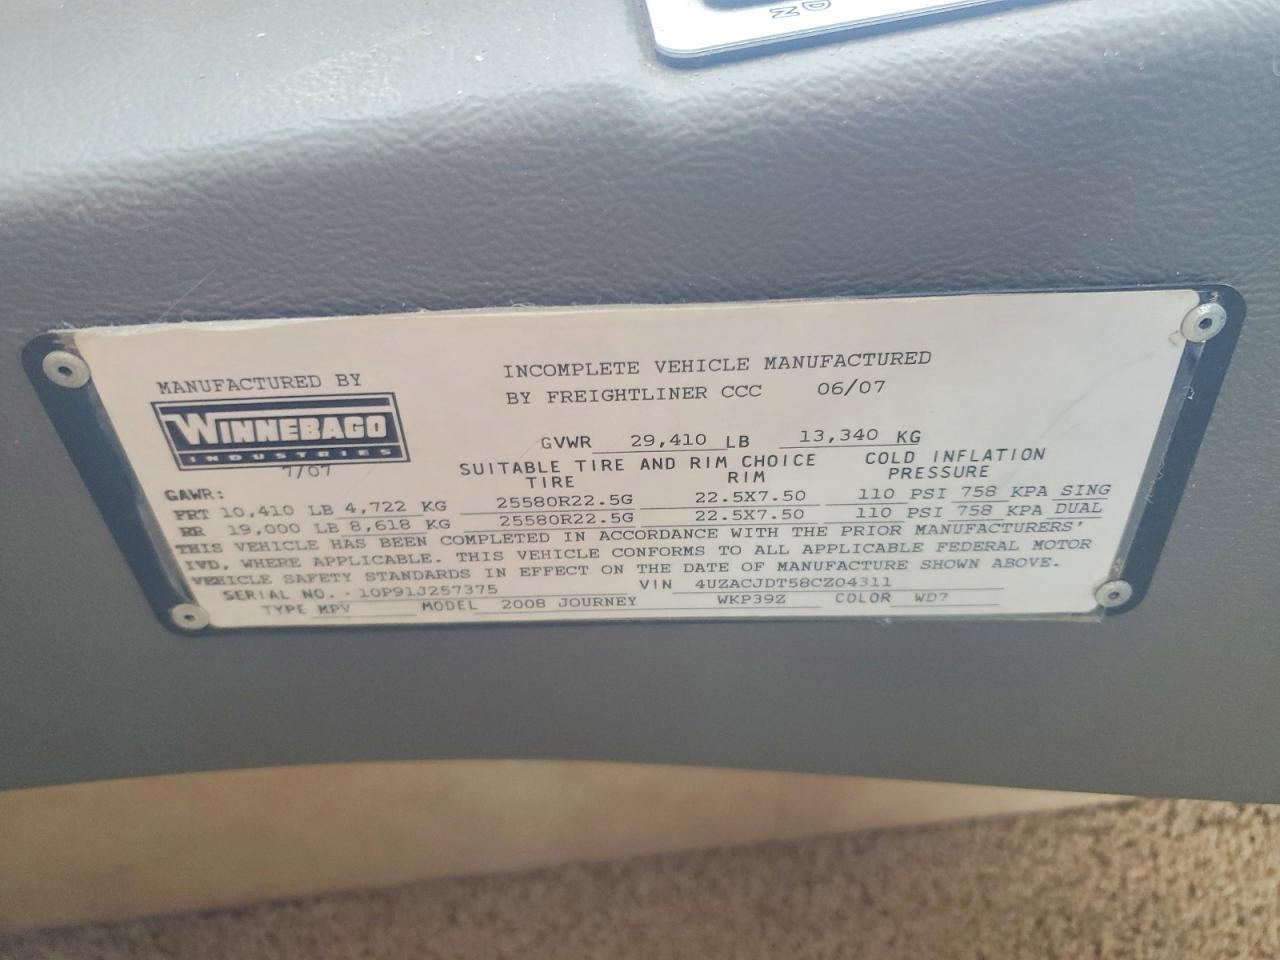 MANUFACTURED BY
WINNEBAGO
INDUSTRIES
7/07
INCOMPLETE VEHICLE MANUFACTURED
BY FREIGHTLINER CCC 06/07
GVWR 29,410 LB 13,340 KG
SUITABLE TIRE AND RIM CHOICE COLD INFLATION
TIRE RIM PRESSURE
GAWR:
FRT 10,410 LB 4,722 KG 25580R22.5G 22.5X7.50 110 PSI 758 KPA SING
RR 19,000 LB 8,618 KG 25580R22.5G 22.5X7.50 110 PSI 758 KPA DUAL
THIS VEHICLE HAS BEEN COMPLETED IN ACCORDANCE WITH THE PRIOR MANUFACTURERS'
IVD, WHERE APPLICABLE. THIS VEHICLE CONFORMS TO ALL APPLICABLE FEDERAL MOTOR
VEHICLE SAFETY STANDARDS IN EFFECT ON THE DATE OF MANUFACTURE SHOWN ABOVE.
SERIAL NO. 10P91J257375 VIN 4UZACJDT58CZ04311
TYPE MPV MODEL 2008 JOURNEY WKP39Z COLOR WD7